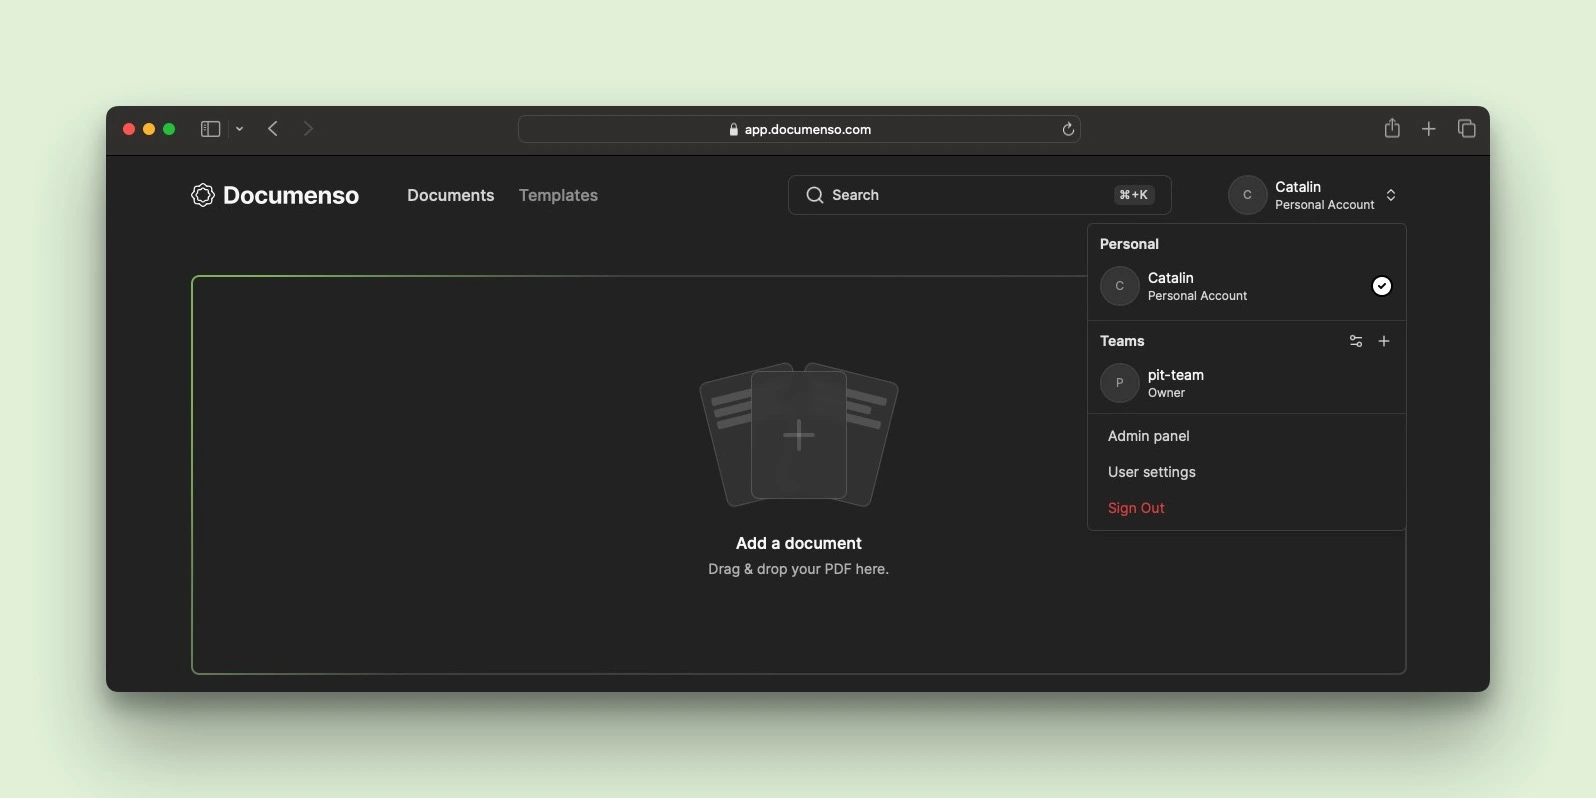 app.documenso.com
Documenso
Documents
Templates
Search
⌘+K
C
Catalin
Personal Account
Personal
C
Catalin
Personal Account
Teams
P
pit-team
Owner
Admin panel
User settings
Sign Out
Add a document
Drag & drop your PDF here.